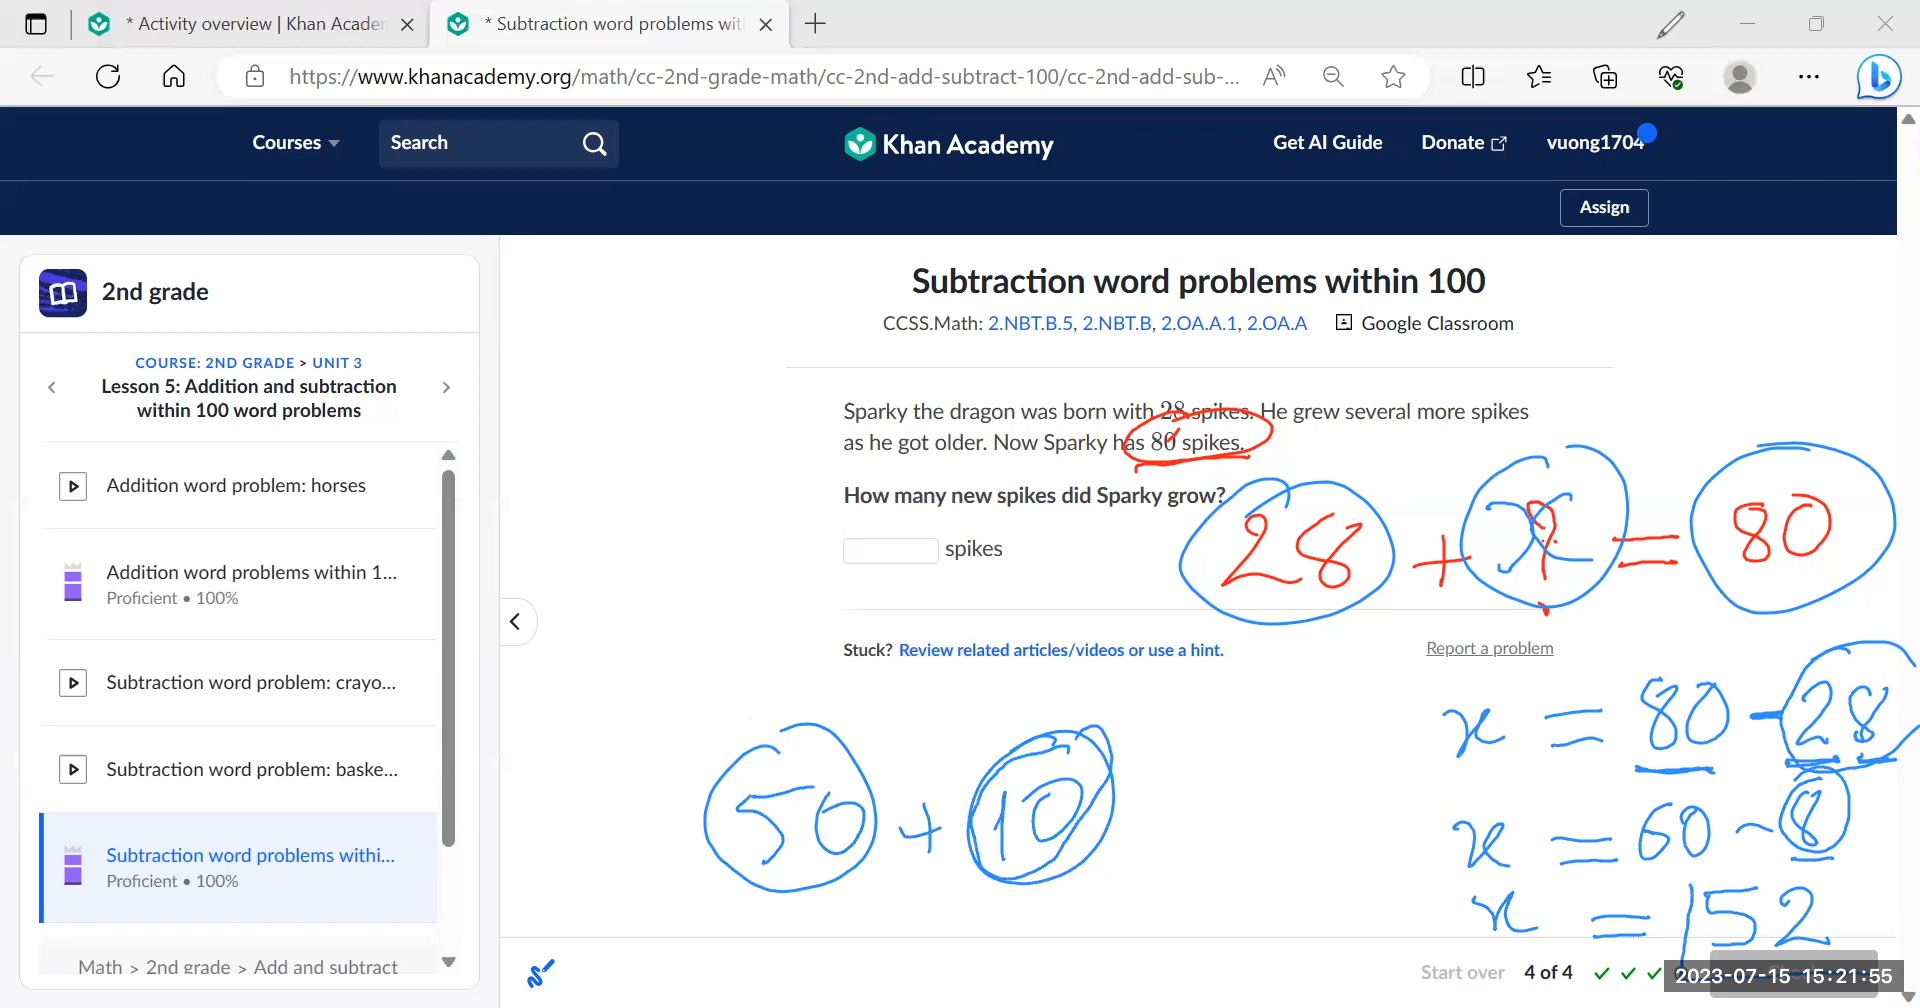 * Activity overview | Khan Acade
* Subtraction word problems wit
https://www.khanacademy.org/math/cc-2nd-grade-math/cc-2nd-add-subtract-100/cc-2nd-add-sub-...
Courses
Search
Khan Academy
Get AI Guide
Donate
vuong1704
Assign
2nd grade
COURSE: 2ND GRADE > UNIT 3
Lesson 5: Addition and subtraction
within 100 word problems
Addition word problem: horses
Addition word problems within 1...
Proficient • 100%
Subtraction word problem: crayo...
Subtraction word problem: baske...
Subtraction word problems withi...
Proficient • 100%
Math > 2nd grade > Add and subtract
Subtraction word problems within 100
CCSS.Math: 2.NBT.B.5, 2.NBT.B, 2.OA.A.1, 2.OA.A
Google Classroom
Sparky the dragon was born with 28 spikes. He grew several more spikes
as he got older. Now Sparky has 80 spikes.
How many new spikes did Sparky grow?
spikes
28 + x = 80
Stuck? Review related articles/videos or use a hint.
Report a problem
x = 80 - 28
50 + 10
x = 60 - 8
x = 52
Start over
4 of 4
2023-07-15 15:21:55